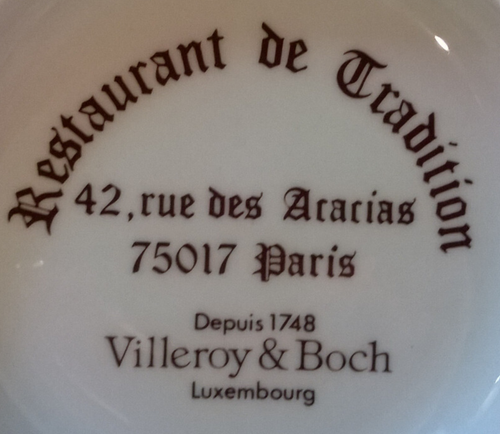 Restaurant de Tradition
42, rue des Acacias
75017 Paris
Depuis 1748
Villeroy & Boch
Luxembourg